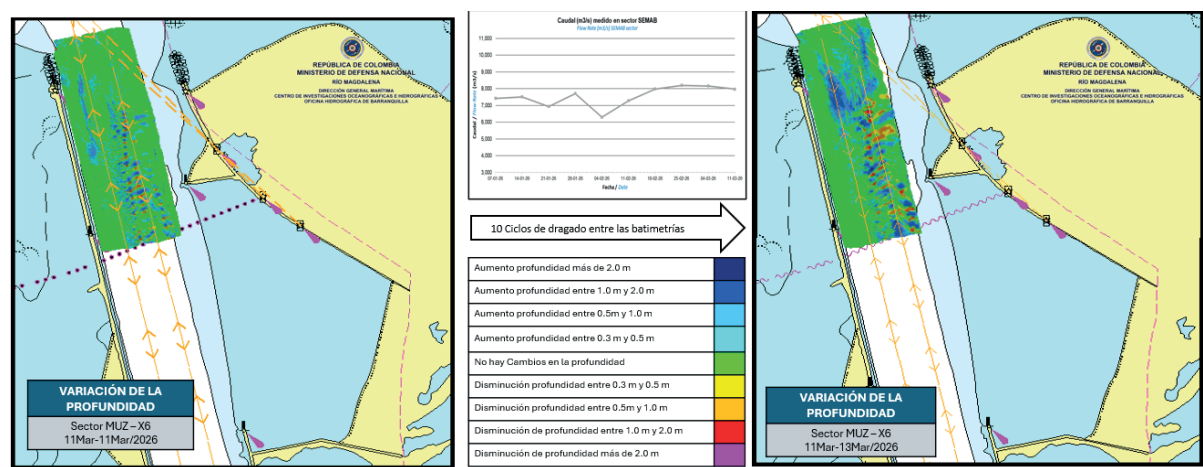 REPÚBLICA DE COLOMBIA
MINISTERIO DE DEFENSA NACIONAL
RÍO MAGDALENA
DIRECCIÓN GENERAL MARÍTIMA
CENTRO DE INVESTIGACIONES OCEANOGRÁFICAS E HIDROGRÁFICAS
OFICINA HIDROGRÁFICA DE BARRANQUILLA
VARIACIÓN DE LA
PROFUNDIDAD
Sector MUZ – X6
11Mar-11Mar/2026
Caudal (m3/s) medido en sector SEMAB
Flow Rate (m3/s) SEMAB sector
Caudal / Flow Rate (m3/s)
11,000
10,000
9,000
8,000
7,000
6,000
5,000
4,000
3,000
07-01-26
14-01-26
21-01-26
28-01-26
04-02-26
11-02-26
18-02-26
25-02-26
04-03-26
11-03-26
Fecha / Date
10 Ciclos de dragado entre las batimetrías
Aumento profundidad más de 2.0 m
Aumento profundidad entre 1.0 m y 2.0 m
Aumento profundidad entre 0.5m y 1.0 m
Aumento profundidad entre 0.3 m y 0.5 m
No hay Cambios en la profundidad
Disminución profundidad entre 0.3 m y 0.5 m
Disminución profundidad entre 0.5m y 1.0 m
Disminución de profundidad entre 1.0 m y 2.0 m
Disminución de profundidad más de 2.0 m
REPÚBLICA DE COLOMBIA
MINISTERIO DE DEFENSA NACIONAL
RÍO MAGDALENA
DIRECCIÓN GENERAL MARÍTIMA
CENTRO DE INVESTIGACIONES OCEANOGRÁFICAS E HIDROGRÁFICAS
OFICINA HIDROGRÁFICA DE BARRANQUILLA
VARIACIÓN DE LA
PROFUNDIDAD
Sector MUZ – X6
11Mar-13Mar/2026